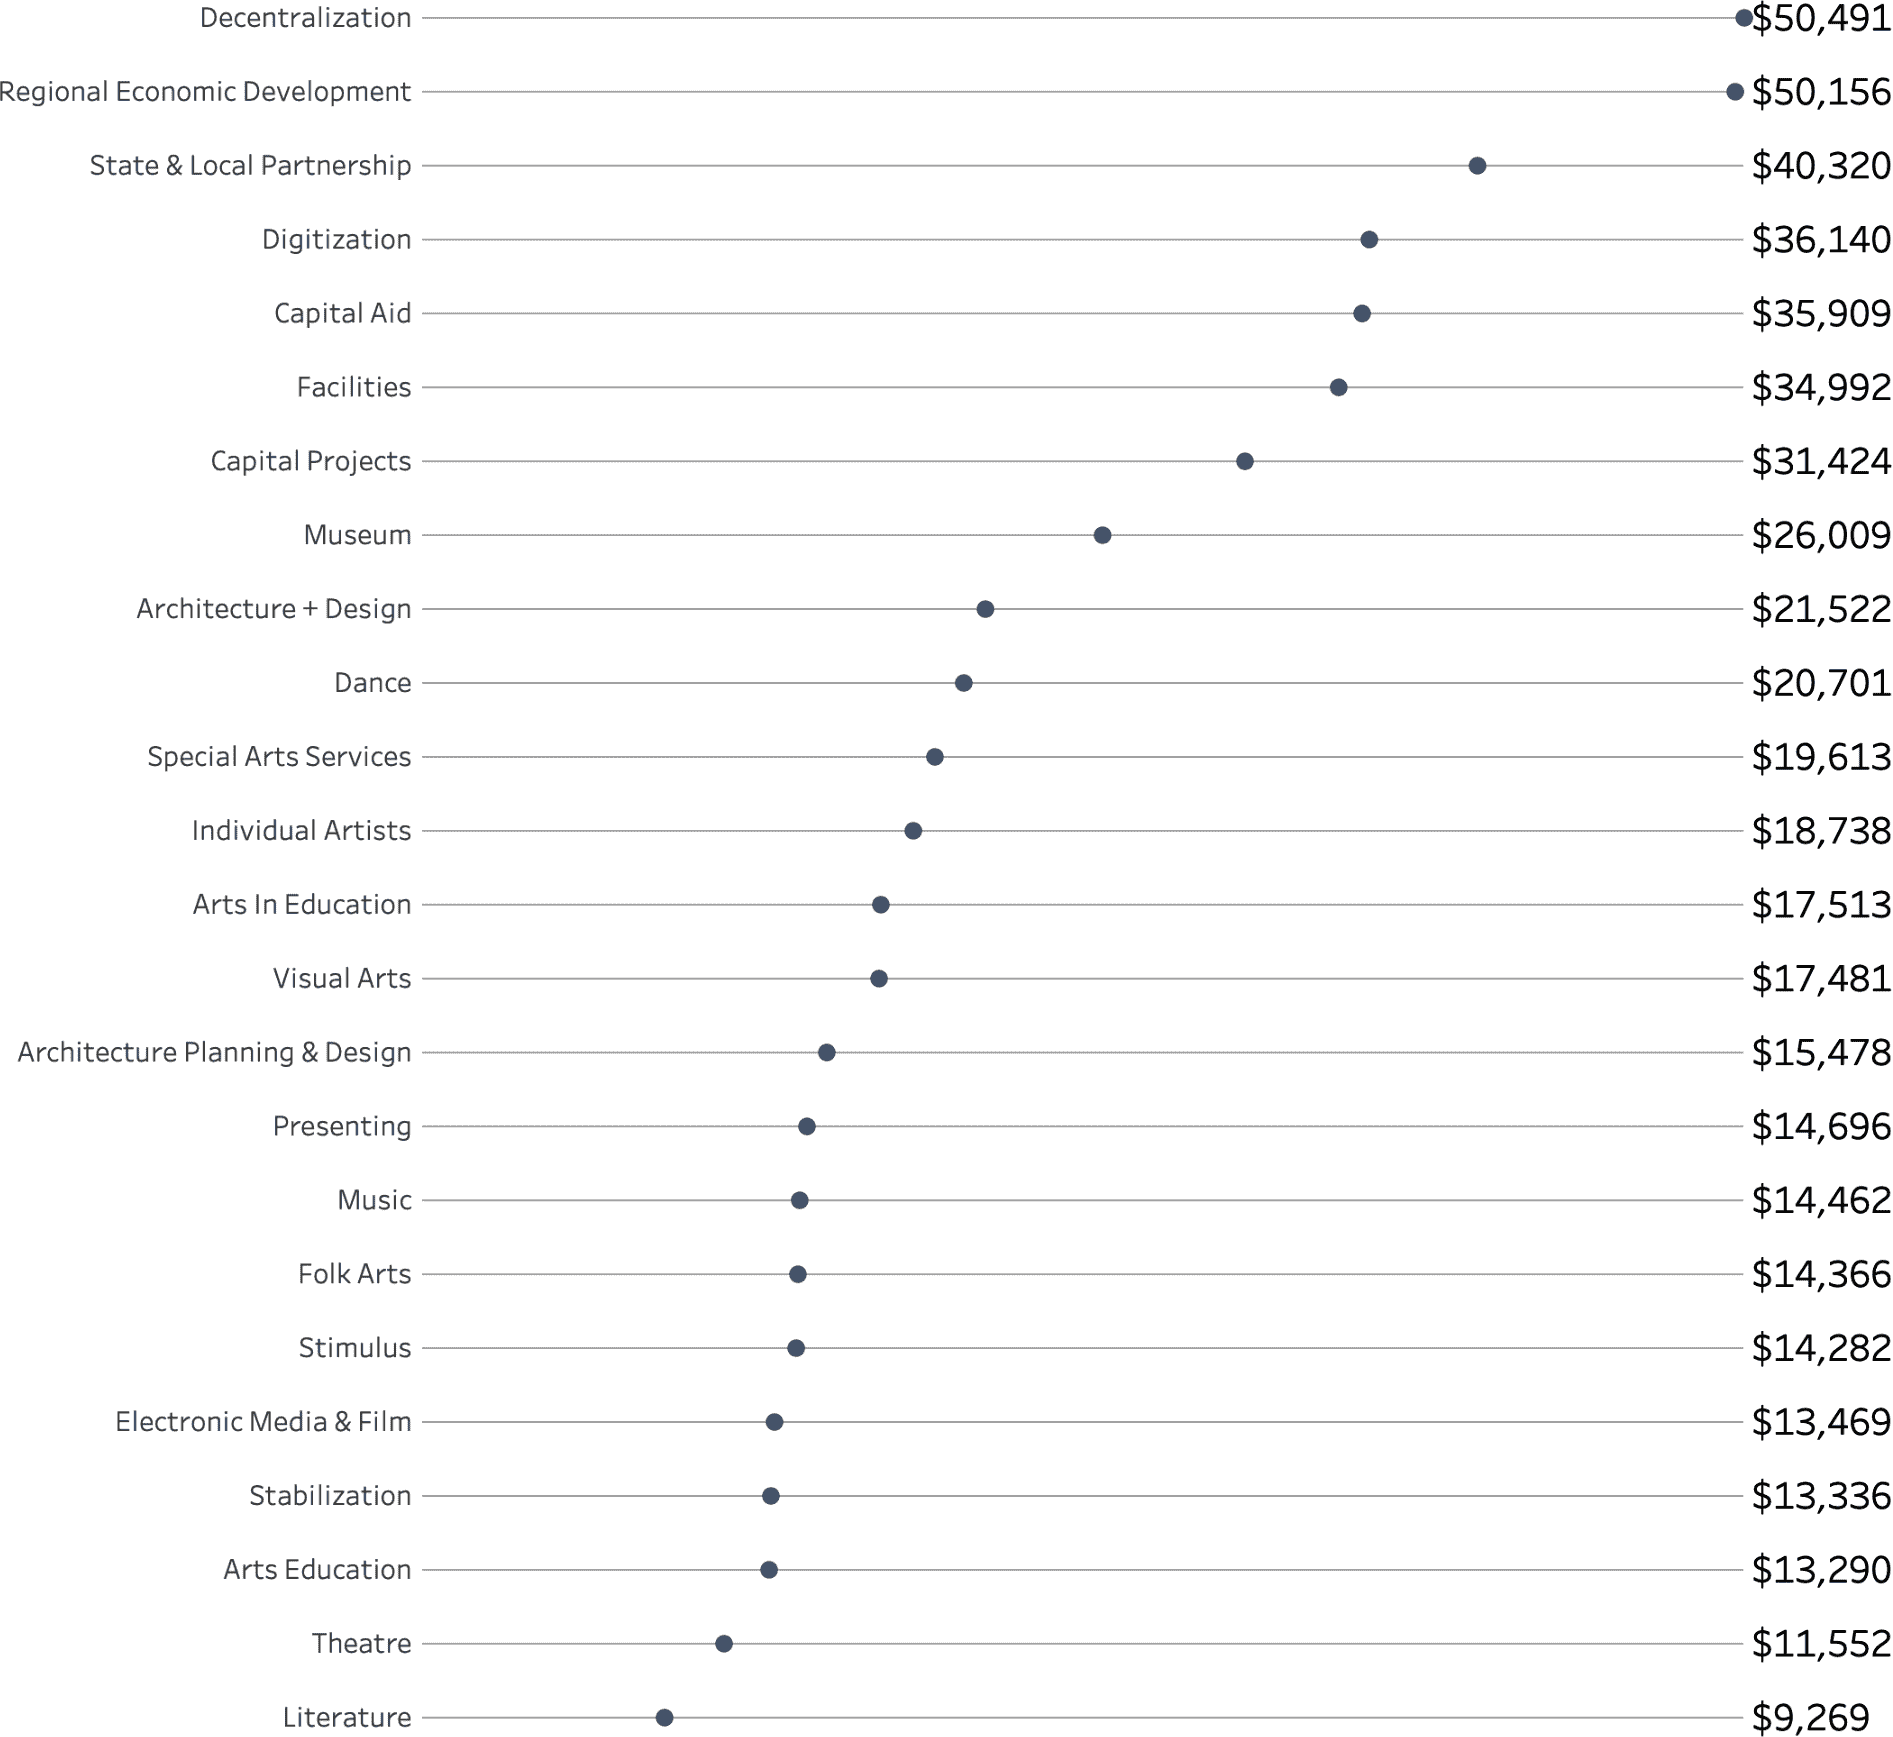 Decentralization $50,491
Regional Economic Development $50,156
State & Local Partnership $40,320
Digitization $36,140
Capital Aid $35,909
Facilities $34,992
Capital Projects $31,424
Museum $26,009
Architecture + Design $21,522
Dance $20,701
Special Arts Services $19,613
Individual Artists $18,738
Arts In Education $17,513
Visual Arts $17,481
Architecture Planning & Design $15,478
Presenting $14,696
Music $14,462
Folk Arts $14,366
Stimulus $14,282
Electronic Media & Film $13,469
Stabilization $13,336
Arts Education $13,290
Theatre $11,552
Literature $9,269